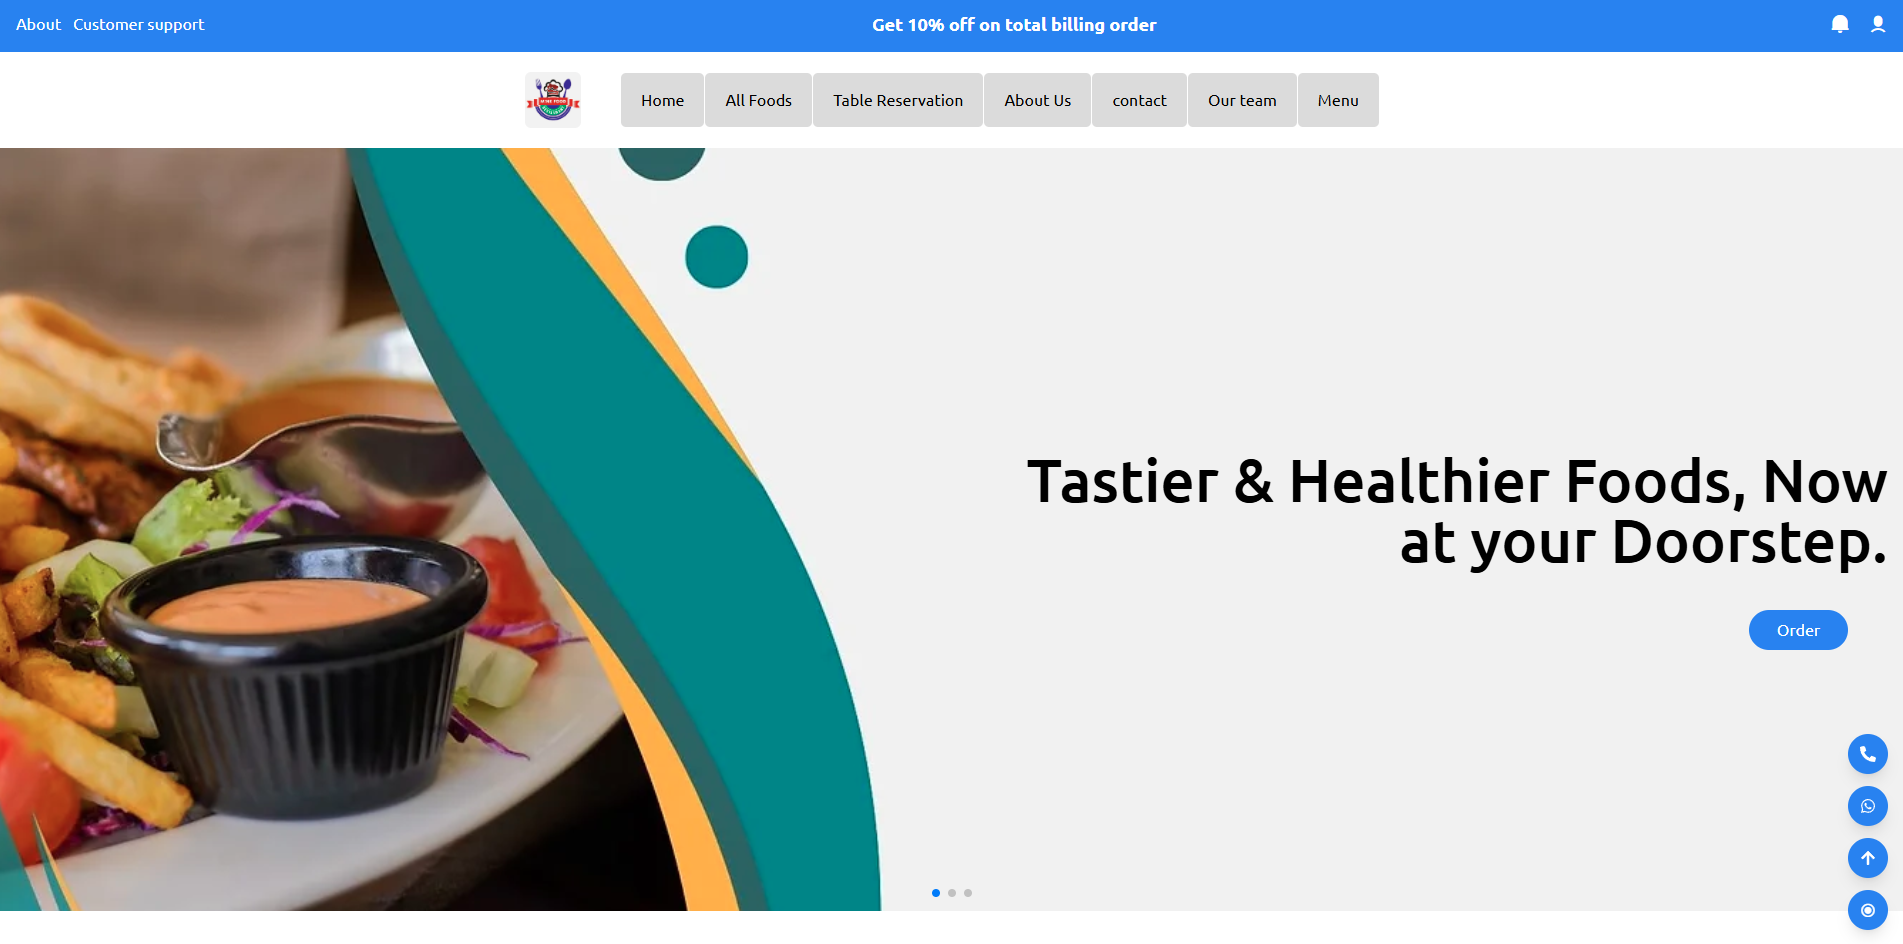 About Customer support Get 10% off on total billing order
Home All Foods Table Reservation About Us contact Our team Menu
Tastier & Healthier Foods, Now
at your Doorstep.
Order